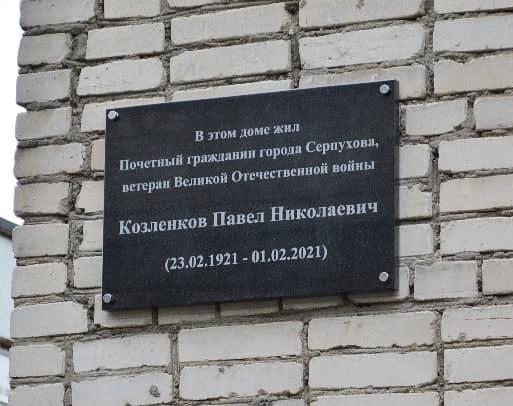 В этом доме жил
Почетный гражданин города Серпухова,
ветеран Великой Отечественной войны
Козленков Павел Николаевич
(23.02.1921 - 01.02.2021)